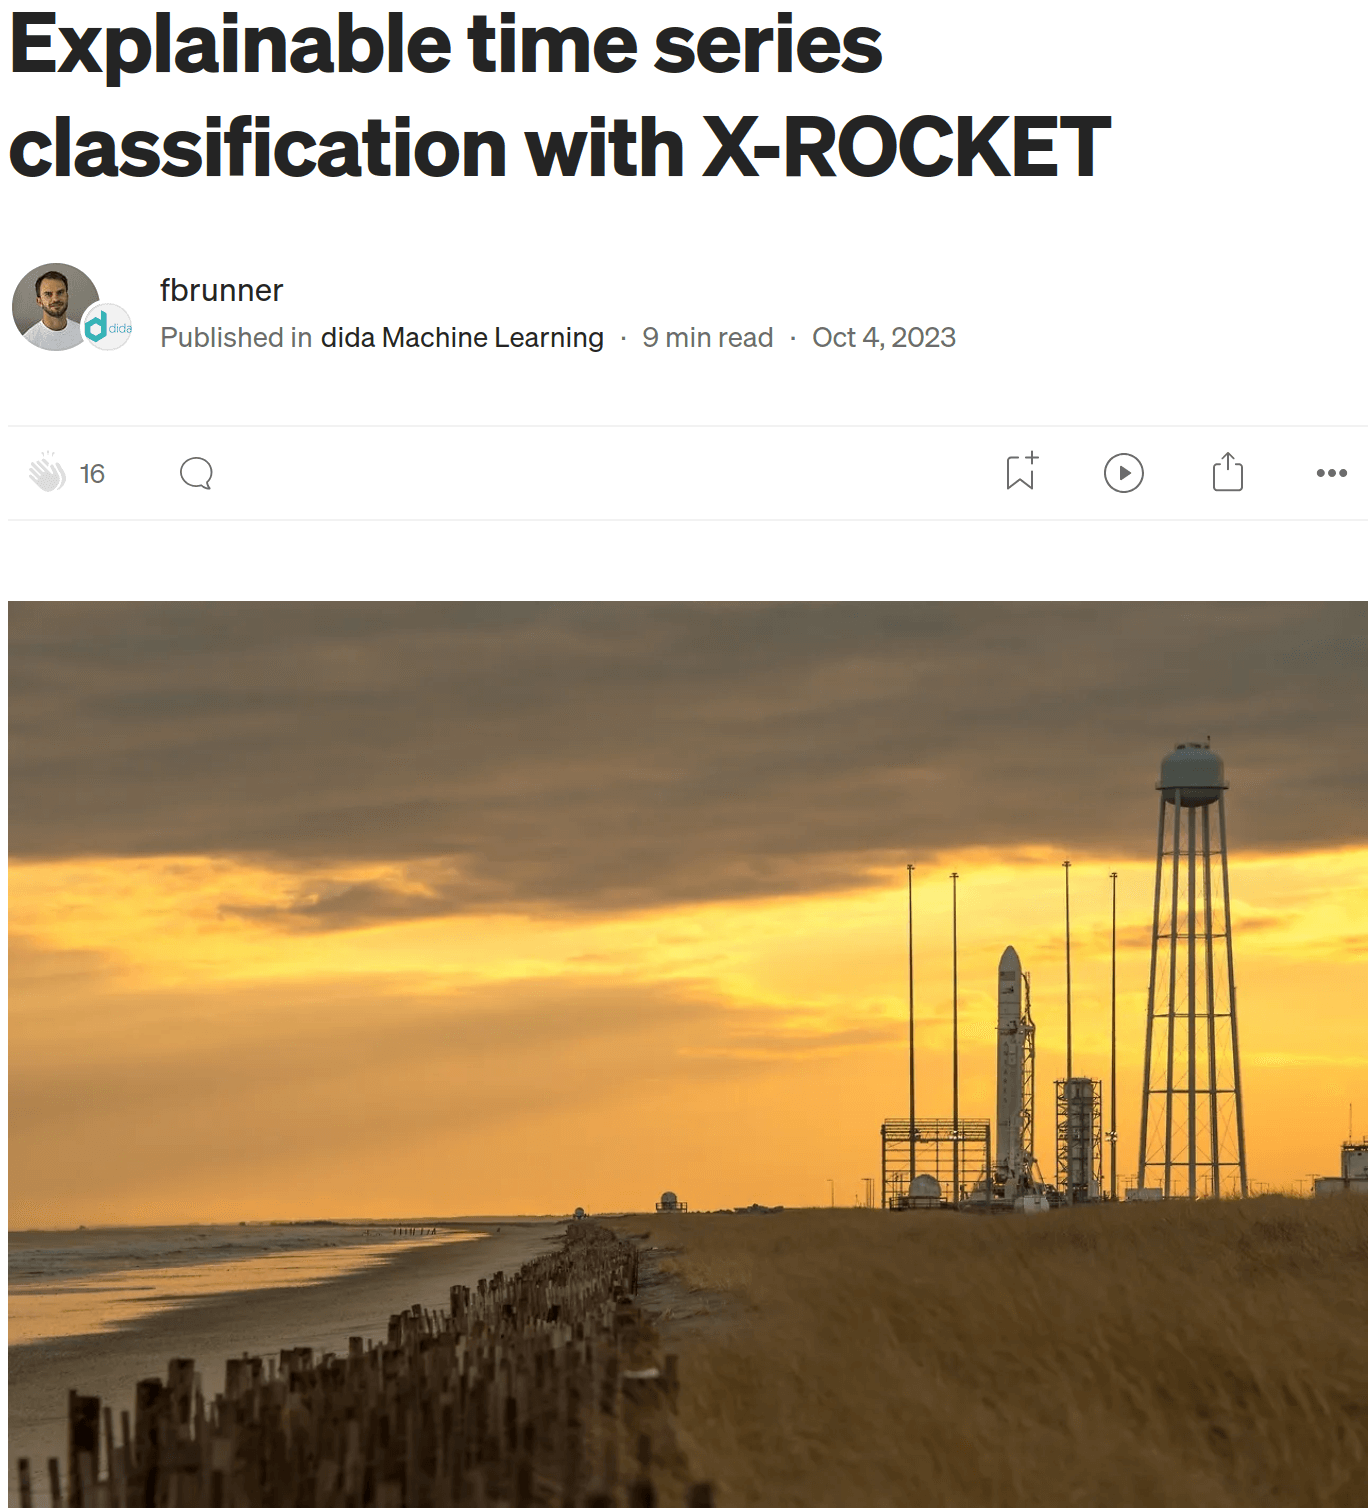 Explainable time series
classification with X-ROCKET
fbrunner
dida
Published in dida Machine Learning · 9 min read · Oct 4, 2023
16